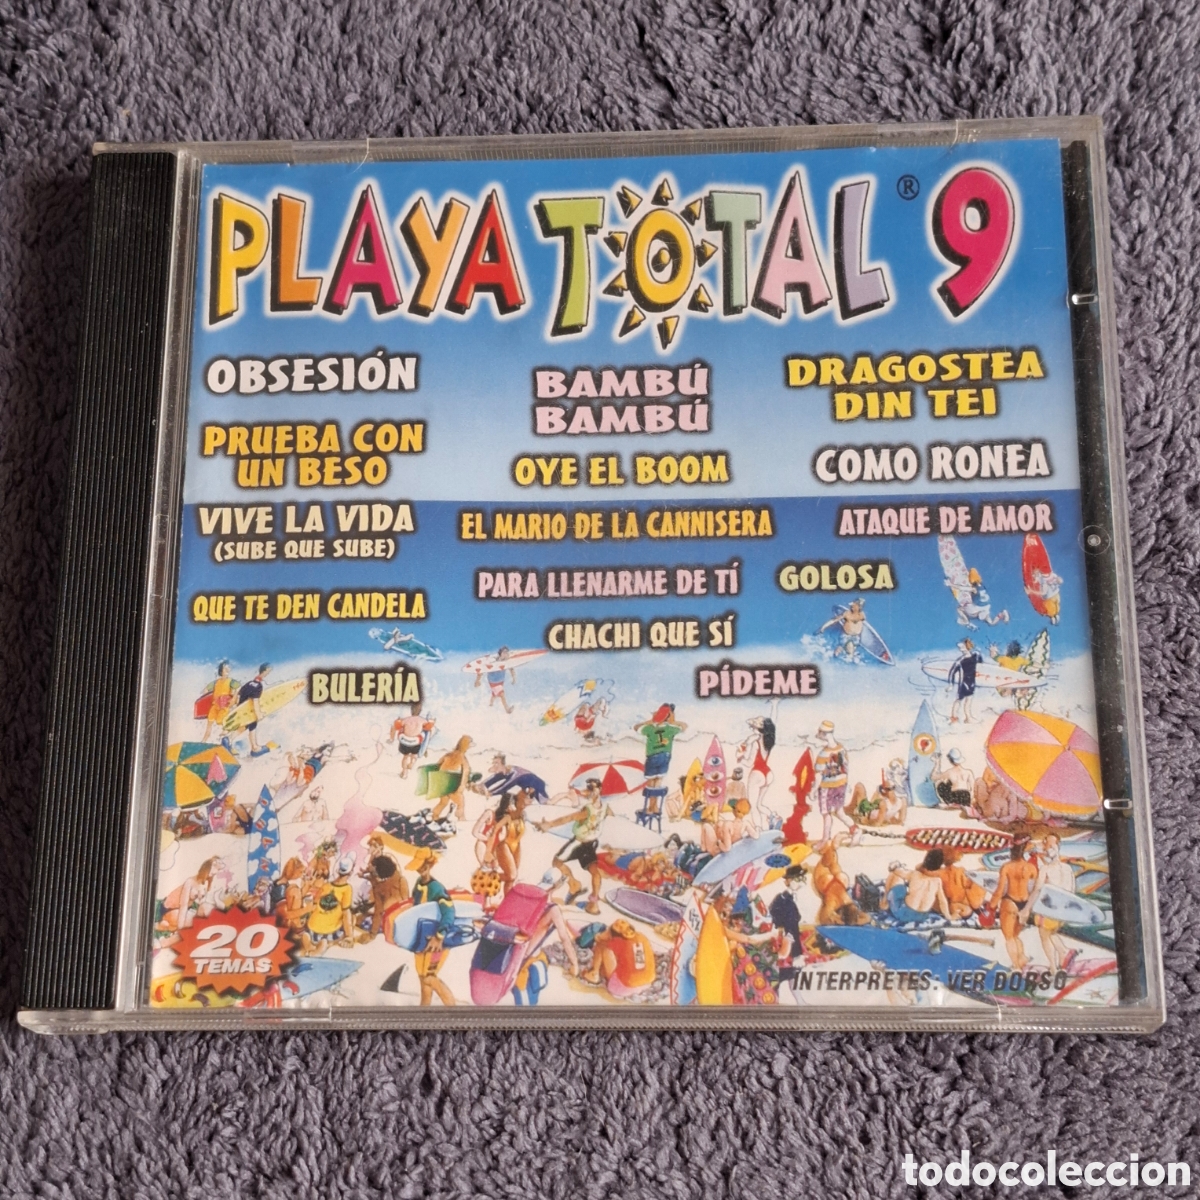 PLAYA TOTAL ® 9
OBSESIÓN
BAMBÚ
BAMBÚ
DRAGOSTEA
DIN TEI
PRUEBA CON
UN BESO
OYE EL BOOM
COMO RONEA
VIVE LA VIDA
(SUBE QUE SUBE)
EL MARIO DE LA CANNISERA
ATAQUE DE AMOR
QUE TE DEN CANDELA
PARA LLENARME DE TÍ
GOLOSA
CHACHI QUE SÍ
BULERÍA
PÍDEME
20
TEMAS
INTERPRETES: VER DORSO
todocoleccion